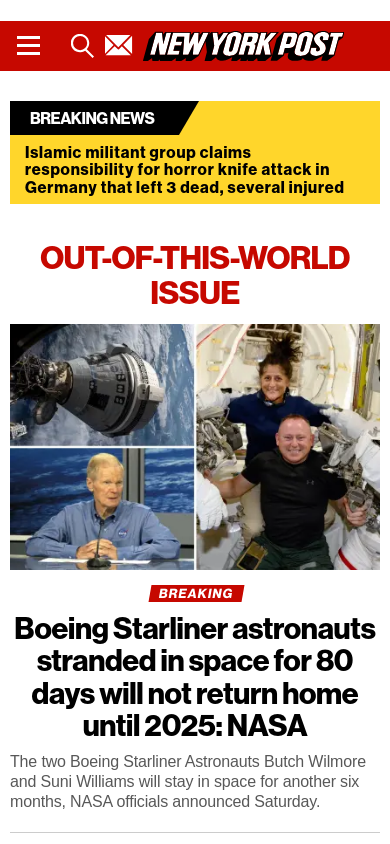 NEW YORK POST
BREAKING NEWS
Islamic militant group claims
responsibility for horror knife attack in
Germany that left 3 dead, several injured
OUT-OF-THIS-WORLD
ISSUE
BREAKING
Boeing Starliner astronauts
stranded in space for 80
days will not return home
until 2025: NASA
The two Boeing Starliner Astronauts Butch Wilmore
and Suni Williams will stay in space for another six
months, NASA officials announced Saturday.